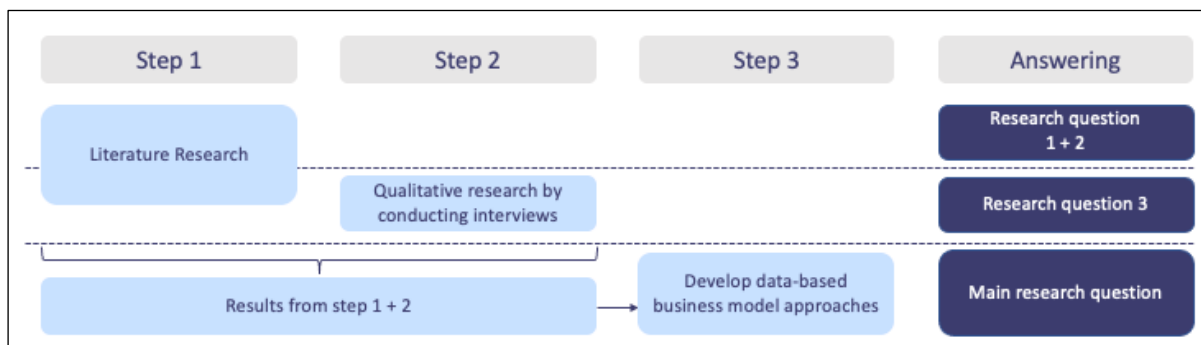 Step 1
Step 2
Step 3
Answering
Literature Research
Research question
1 + 2
Qualitative research by
conducting interviews
Research question 3
Results from step 1 + 2
Develop data-based
business model approaches
Main research question